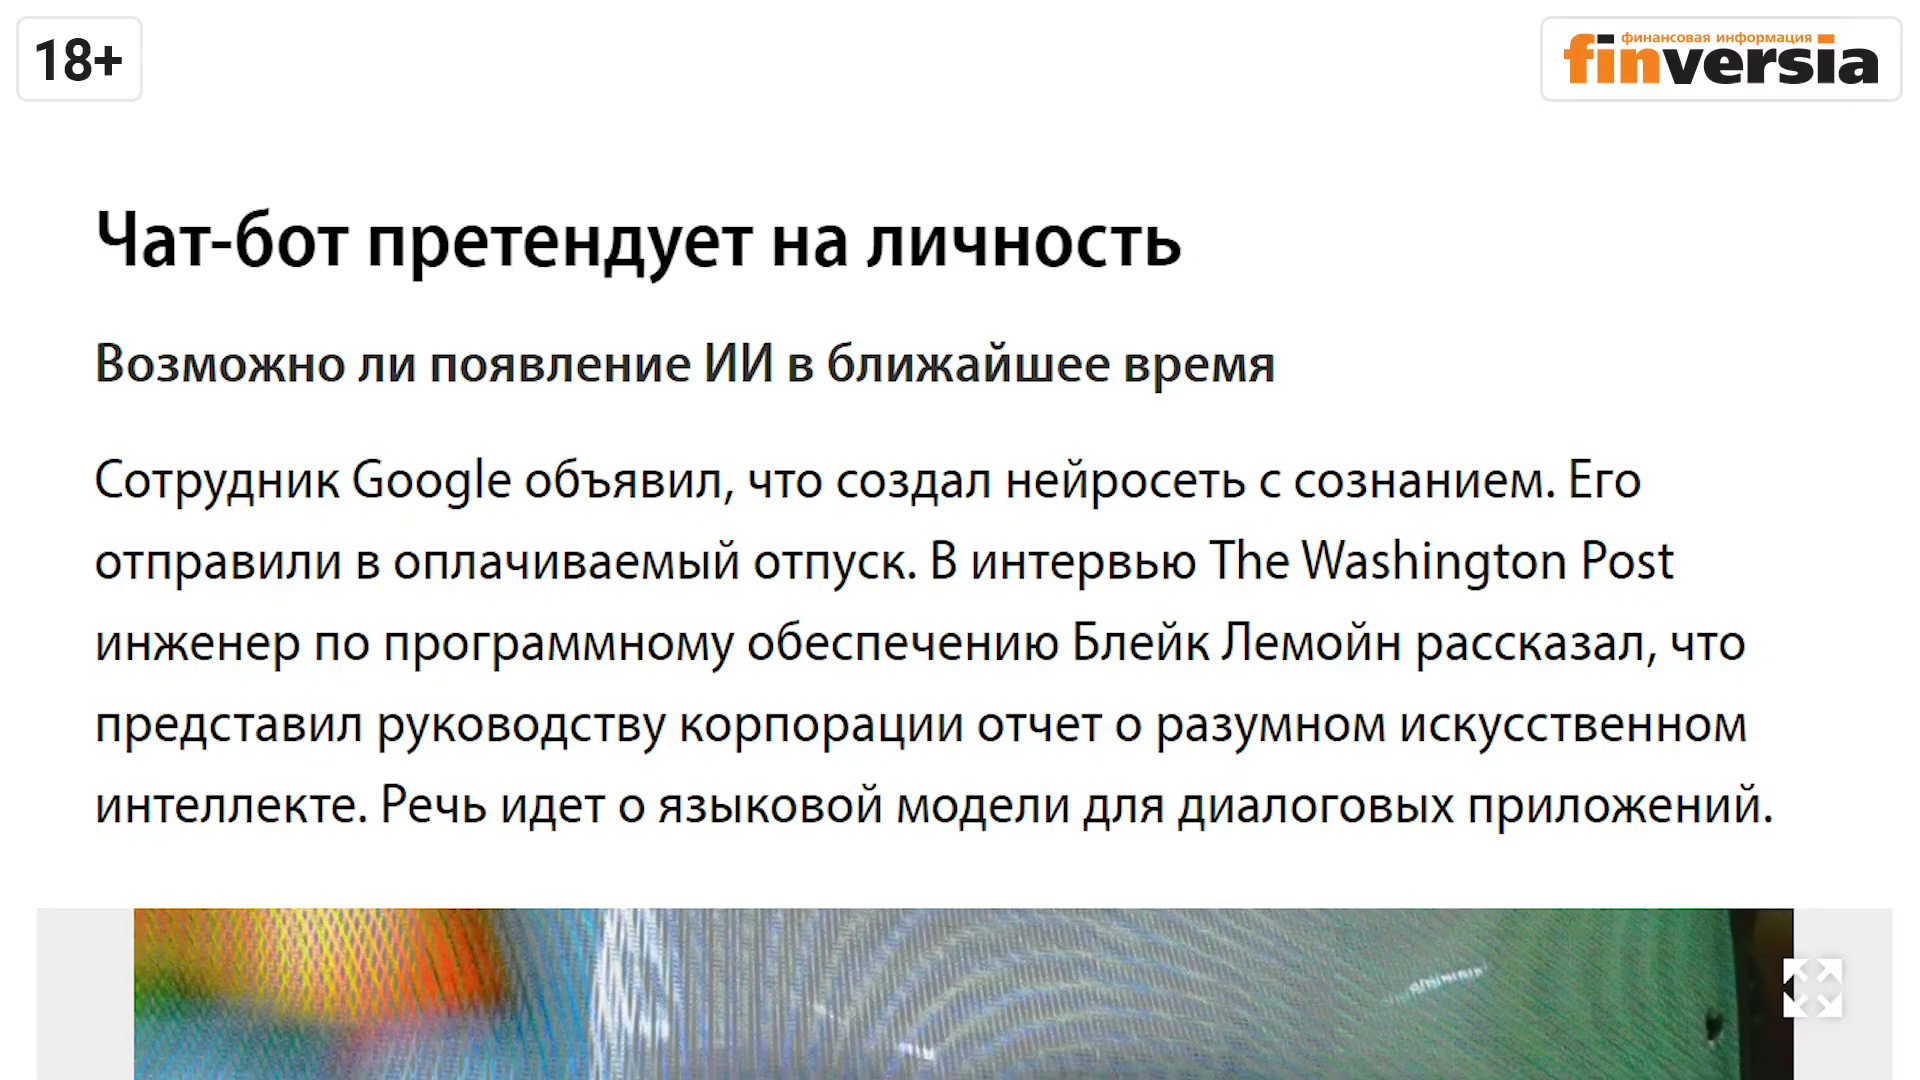 18+
финансовая информация
finversia
Чат-бот претендует на личность
Возможно ли появление ИИ в ближайшее время
Сотрудник Google объявил, что создал нейросеть с сознанием. Его
отправили в оплачиваемый отпуск. В интервью The Washington Post
инженер по программному обеспечению Блейк Лемойн рассказал, что
представил руководству корпорации отчет о разумном искусственном
интеллекте. Речь идет о языковой модели для диалоговых приложений.